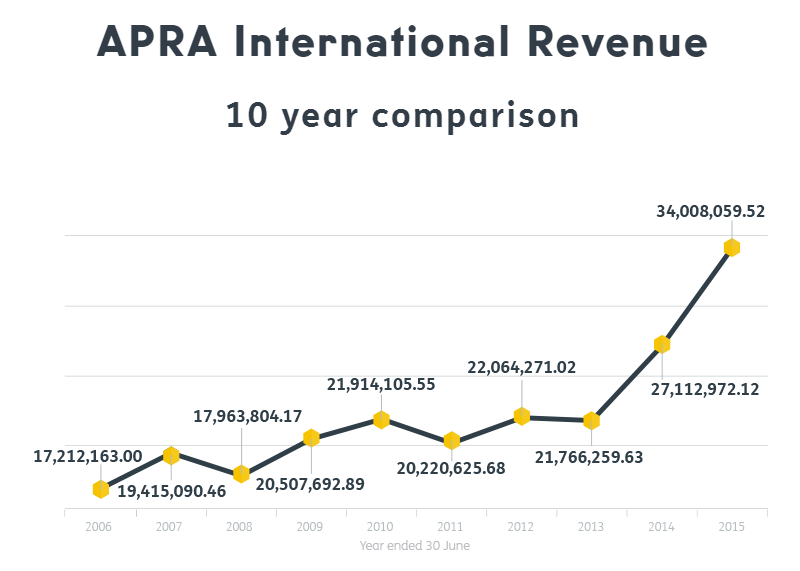 APRA International Revenue
10 year comparison
34,008,059.52
22,064,271.02
21,914,105.55
27,112,972.12
17,963,804.17
17,212,163.00
21,766,259.63
20,220,625.68
20,507,692.89
19,415,090.46
2006 2007 2008 2009 2010 2011 2012 2013 2014 2015
Year ended 30 June